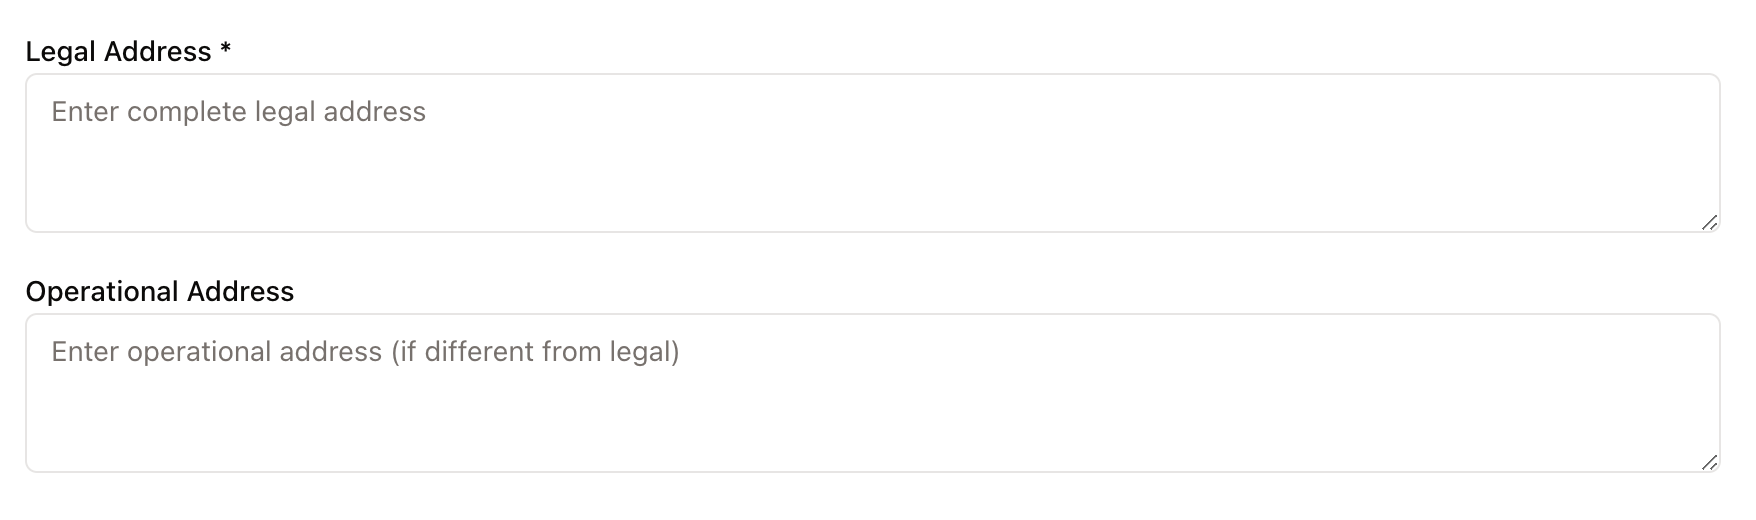 Legal Address *
Enter complete legal address
Operational Address
Enter operational address (if different from legal)